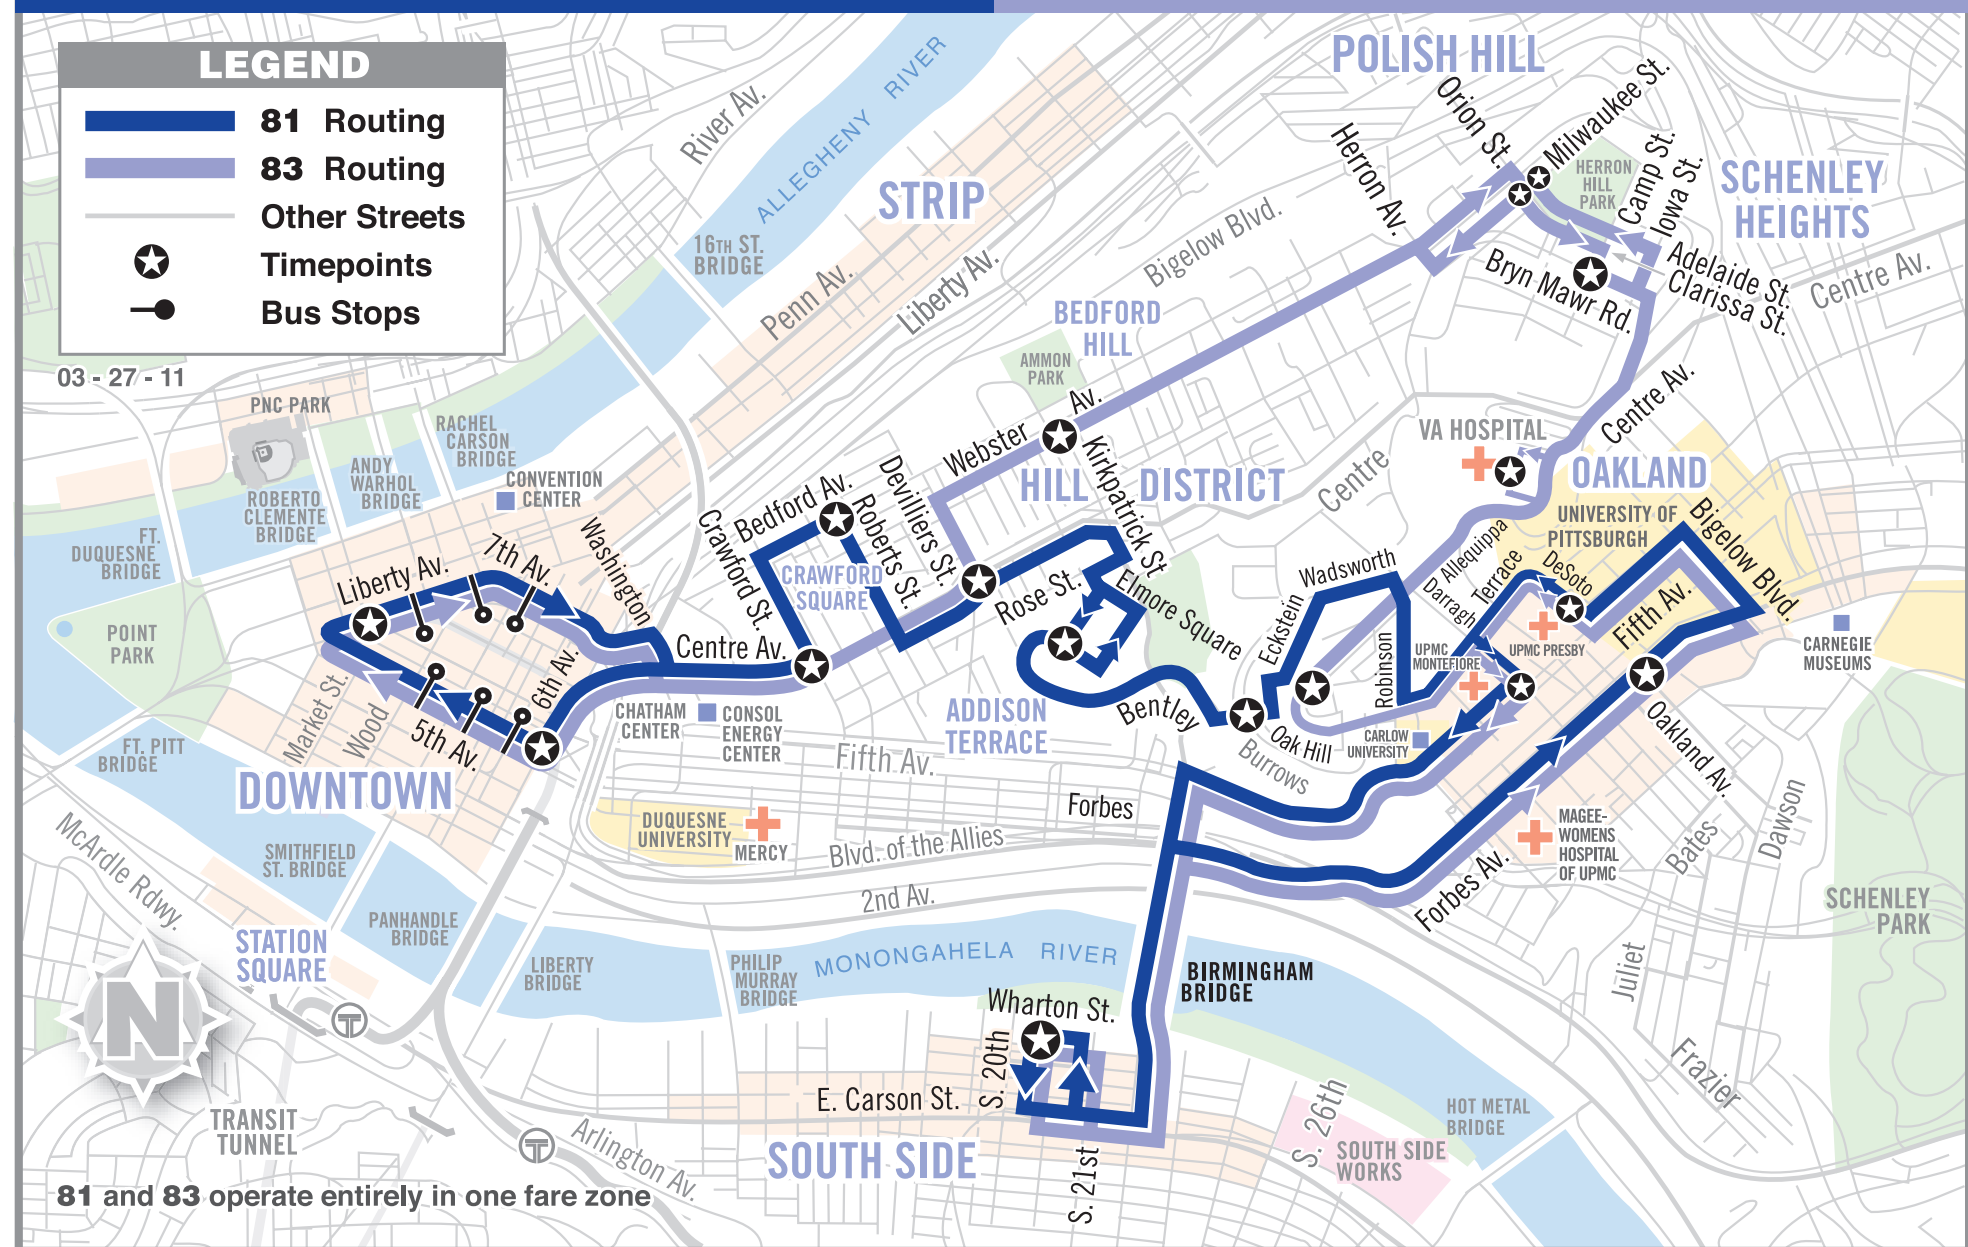 LEGEND
81 Routing
83 Routing
Other Streets
Timepoints
Bus Stops
03 - 27 - 11
POLISH HILL
ALLEGHENY RIVER
River Av.
STRIP
16TH ST.
BRIDGE
Penn Av.
Liberty Av.
Bigelow Blvd.
Herron Av.
Orion St.
Milwaukee St.
HERRON
HILL
PARK
Camp St.
Iowa St.
SCHENLEY
HEIGHTS
Adelaide St.
Clarissa St.
Centre Av.
Bryn Mawr Rd.
BEDFORD
HILL
AMMON
PARK
PNC PARK
RACHEL
CARSON
BRIDGE
ANDY
WARHOL
BRIDGE
ROBERTO
CLEMENTE
BRIDGE
FT.
DUQUESNE
BRIDGE
CONVENTION
CENTER
Washington
Webster Av.
Kirkpatrick St
HILL DISTRICT
Devilliers St.
Bedford Av.
Roberts St.
Crawford St.
CRAWFORD
SQUARE
Centre
Centre Av.
VA HOSPITAL
OAKLAND
UNIVERSITY OF
PITTSBURGH
Bigelow Blvd.
Liberty Av.
7th Av.
POINT
PARK
Market St.
Wood
5th Av.
6th Av.
Centre Av.
Rose St.
Elmore Square
Wadsworth
Eckstein
Robinson
Allequippa
Terrace
Darragh
DeSoto
UPMC
MONTEFIORE
UPMC PRESBY
Fifth Av.
CARNEGIE
MUSEUMS
ADDISON
TERRACE
Bentley
Oak Hill
Burrows
CARLOW
UNIVERSITY
Oakland Av.
CHATHAM
CENTER
CONSOL
ENERGY
CENTER
Fifth Av.
FT. PITT
BRIDGE
DOWNTOWN
Forbes
DUQUESNE
UNIVERSITY
MERCY
Blvd. of the Allies
2nd Av.
Forbes Av.
MAGEE-
WOMENS
HOSPITAL
OF UPMC
Bates
Dawson
SCHENLEY
PARK
Juliet
Frazier
McArdle Rdwy.
SMITHFIELD
ST. BRIDGE
PANHANDLE
BRIDGE
STATION
SQUARE
LIBERTY
BRIDGE
PHILIP
MURRAY
BRIDGE
MONONGAHELA RIVER
BIRMINGHAM
BRIDGE
N
T
Wharton St.
S. 20th
E. Carson St.
SOUTH SIDE
S. 21st
S. 26th
SOUTH SIDE
WORKS
HOT METAL
BRIDGE
TRANSIT
TUNNEL
T
Arlington Av.
81 and 83 operate entirely in one fare zone